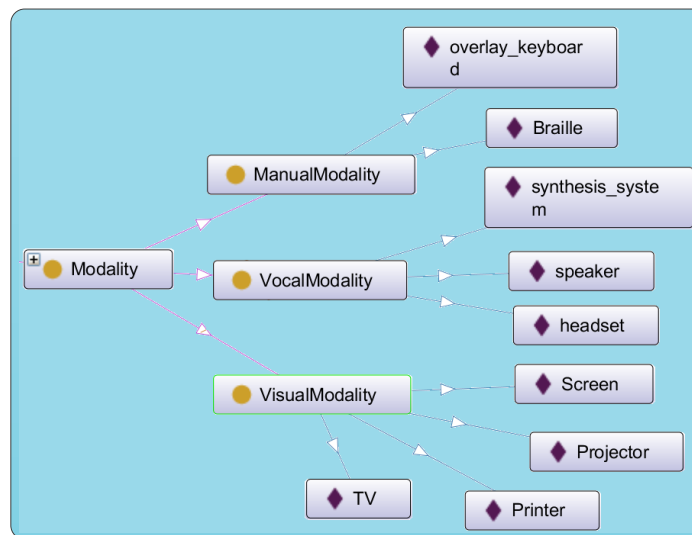 overlay_keyboar
d
Braille
ManualModality
synthesis_syste
m
Modality
VocalModality
speaker
headset
VisualModality
Screen
Projector
TV
Printer